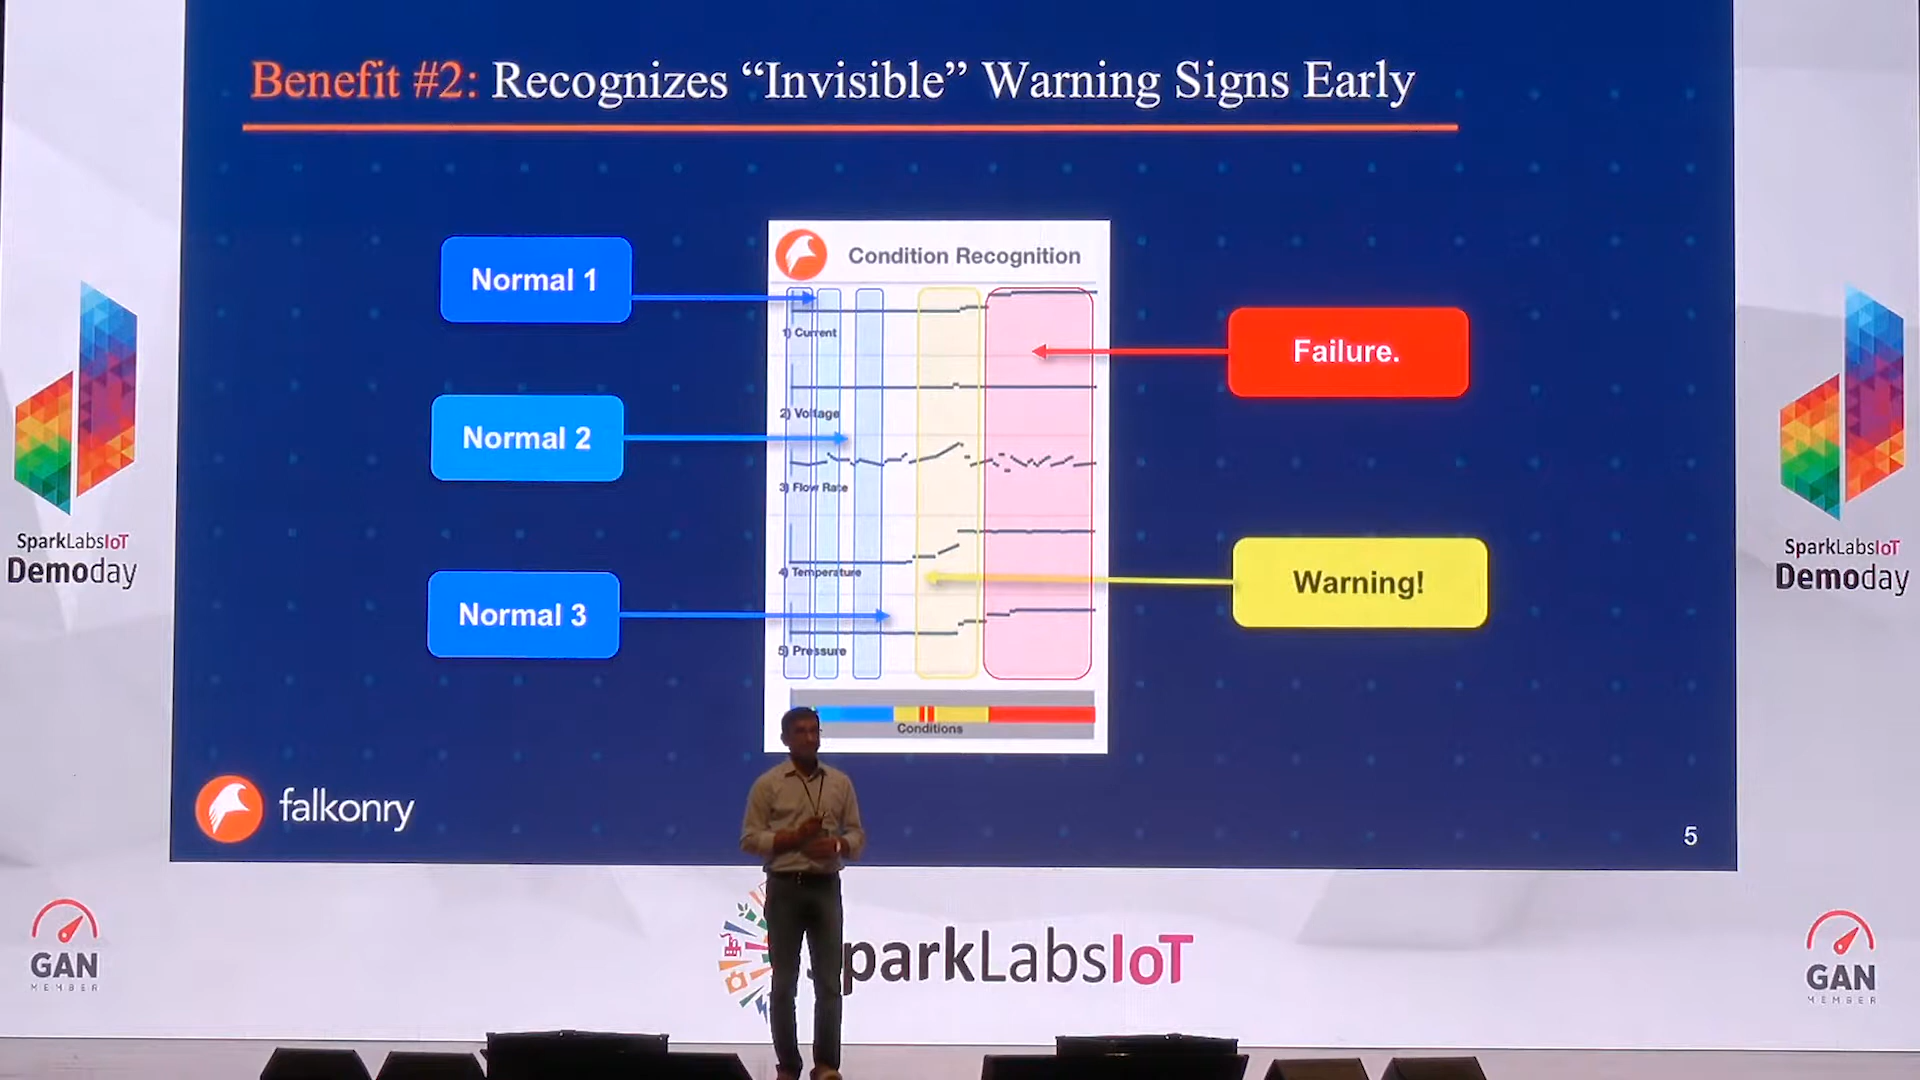 Benefit #2: Recognizes “Invisible” Warning Signs Early
Normal 1
Normal 2
Normal 3
Condition Recognition
1) Current
2) Voltage
3) Flow Rate
4) Temperature
5) Pressure
Conditions
Failure.
Warning!
falkonry
5
SparkLabsIoT
Demoday
SparkLabsIoT
Demoday
GAN
MEMBER
parkLabsIoT
GAN
MEMBER